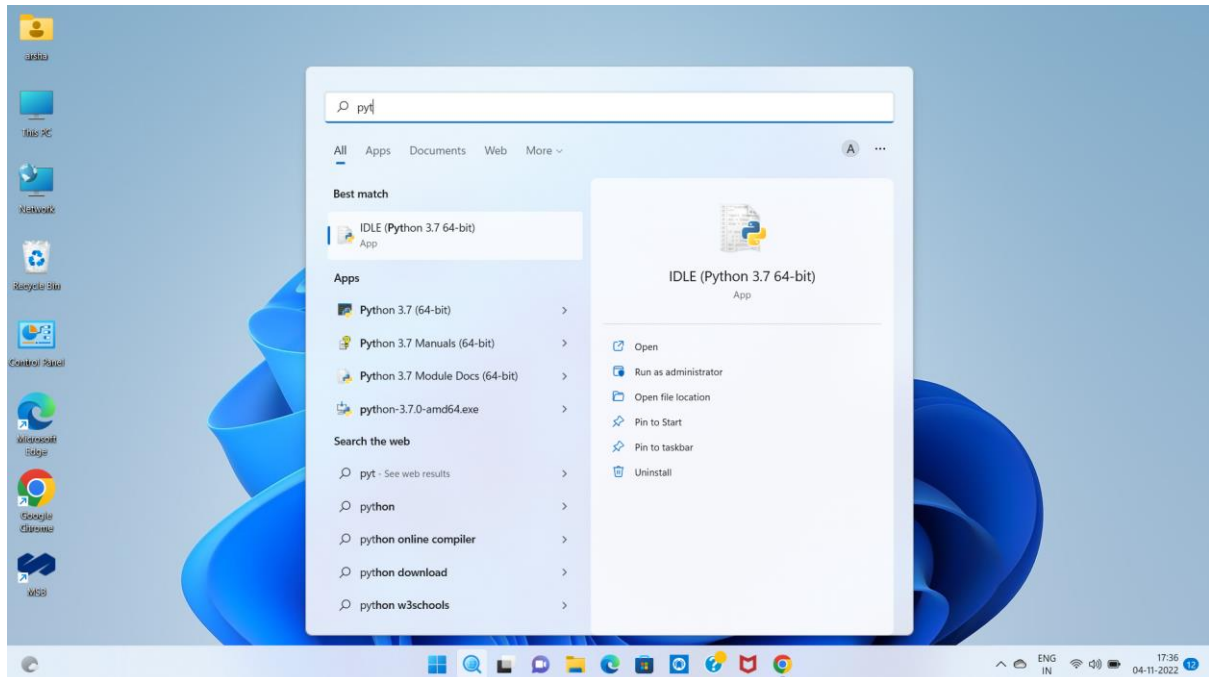 arsha
This PC
Network
Recycle Bin
Control Panel
Microsoft
Edge
Google
Chrome
MSB
pyt
All Apps Documents Web More
A ...
Best match
IDLE (Python 3.7 64-bit)
App
Apps
Python 3.7 (64-bit)
Python 3.7 Manuals (64-bit)
Python 3.7 Module Docs (64-bit)
python-3.7.0-amd64.exe
Search the web
pyt - See web results
python
python online compiler
python download
python w3schools
IDLE (Python 3.7 64-bit)
App
Open
Run as administrator
Open file location
Pin to Start
Pin to taskbar
Uninstall
ENG
IN
17:36
04-11-2022
12